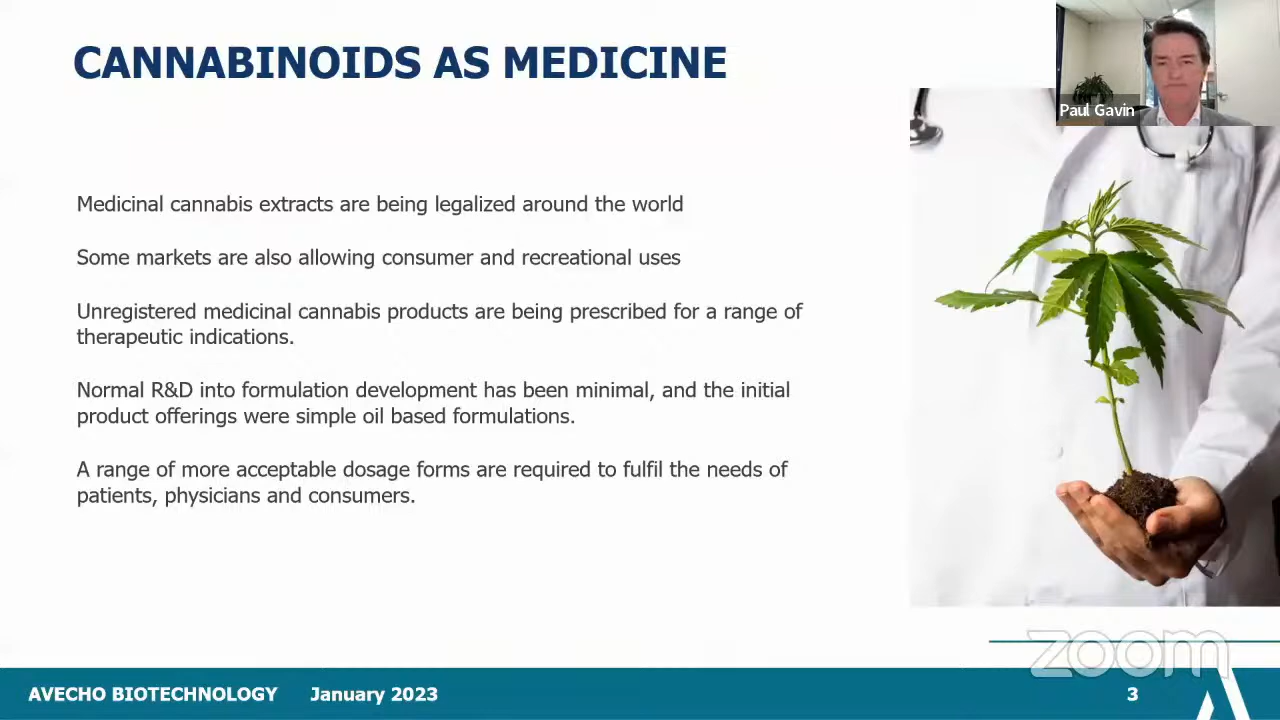 CANNABINOIDS AS MEDICINE
Paul Gavin
Medicinal cannabis extracts are being legalized around the world
Some markets are also allowing consumer and recreational uses
Unregistered medicinal cannabis products are being prescribed for a range of
therapeutic indications.
Normal R&D into formulation development has been minimal, and the initial
product offerings were simple oil based formulations.
A range of more acceptable dosage forms are required to fulfil the needs of
patients, physicians and consumers.
zoom
AVECHO BIOTECHNOLOGY January 2023 3